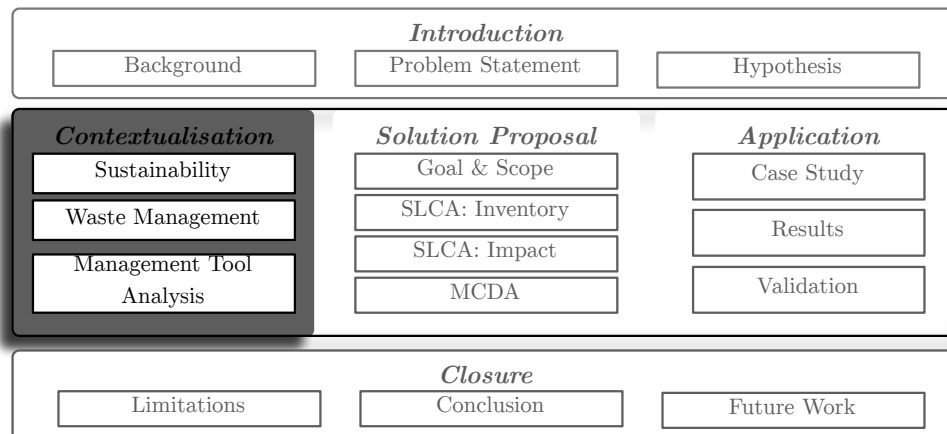 Introduction
Background
Problem Statement
Hypothesis
Contextualisation
Sustainability
Waste Management
Management Tool
Analysis
Solution Proposal
Goal & Scope
SLCA: Inventory
SLCA: Impact
MCDA
Application
Case Study
Results
Validation
Closure
Limitations
Conclusion
Future Work